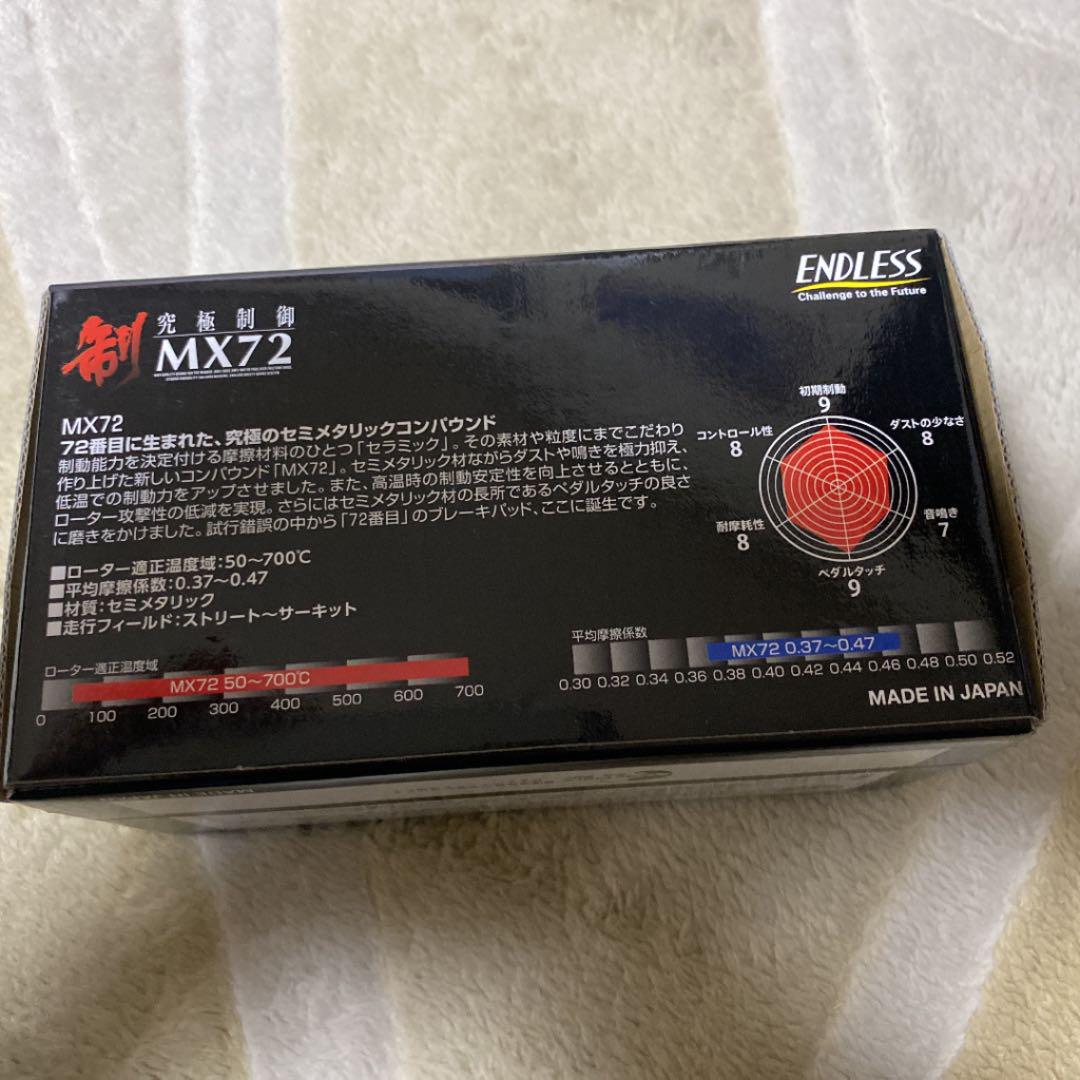 ENDLESS
Challenge to the Future
制
究極制御
MX72
MX72
72番目に生まれた、究極のセミメタリックコンパウンド
制動能力を決定付ける摩擦材料のひとつ「セラミック」。その素材や粒度にまでこだわり
作り上げた新しいコンパウンド「MX72」。セミメタリック材ながらダストや鳴きを極力抑え、
低温での制動力をアップさせました。また、高温時の制動安定性を向上させるとともに、
ローター攻撃性の低減を実現。さらにはセミメタリック材の長所であるペダルタッチの良さ
に磨きをかけました。試行錯誤の中から「72番目」のブレーキパッド、ここに誕生です。
■ローター適正温度域：50～700℃
■平均摩擦係数：0.37～0.47
■材質：セミメタリック
■走行フィールド：ストリート～サーキット
初期制動
9
コントロール性
8
ダストの少なさ
8
耐摩耗性
8
音鳴き
7
ペダルタッチ
9
ローター適正温度域
MX72 50～700℃
0 100 200 300 400 500 600 700
平均摩擦係数
MX72 0.37～0.47
0.30 0.32 0.34 0.36 0.38 0.40 0.42 0.44 0.46 0.48 0.50 0.52
MADE IN JAPAN